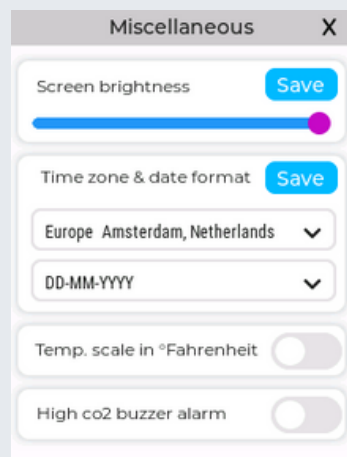 Miscellaneous X
Screen brightness Save
Time zone & date format Save
Europe Amsterdam, Netherlands
DD-MM-YYYY
Temp. scale in °Fahrenheit
High co2 buzzer alarm